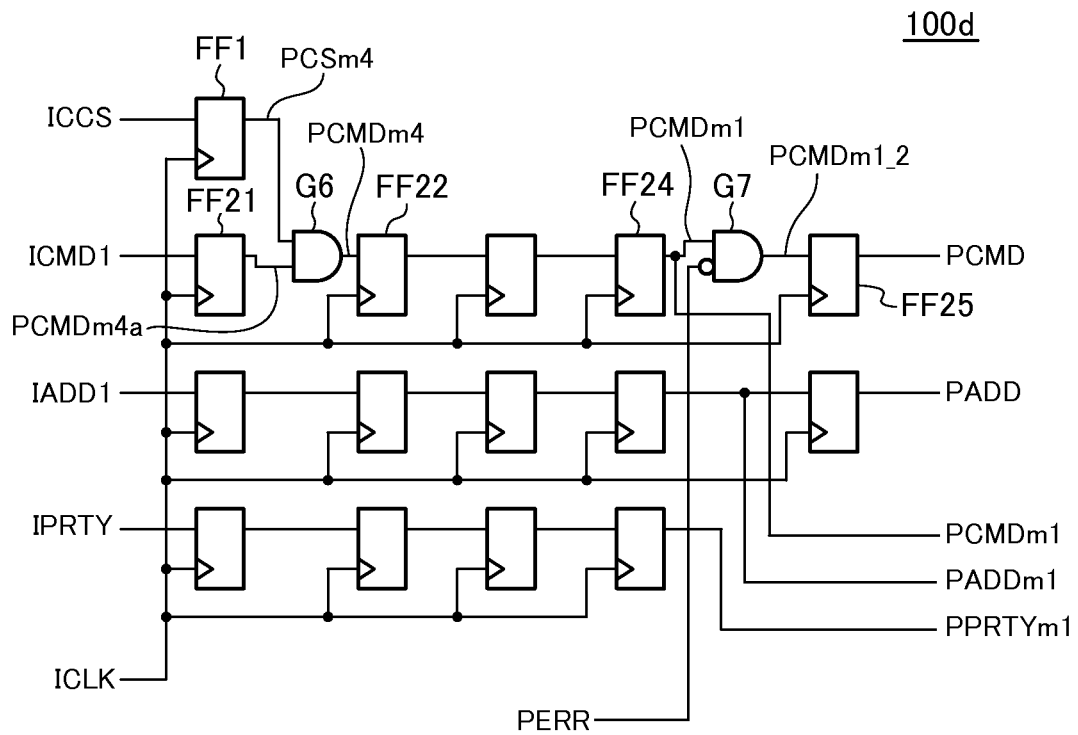 100d
FF1
PCSm4
ICCS
PCMDm4
PCMDm1
PCMDm1_2
FF21
G6
FF22
FF24
G7
ICMD1
PCMD
PCMDm4a
FF25
IADD1
PADD
IPRTY
PCMDm1
PADDm1
PPRTYm1
ICLK
PERR